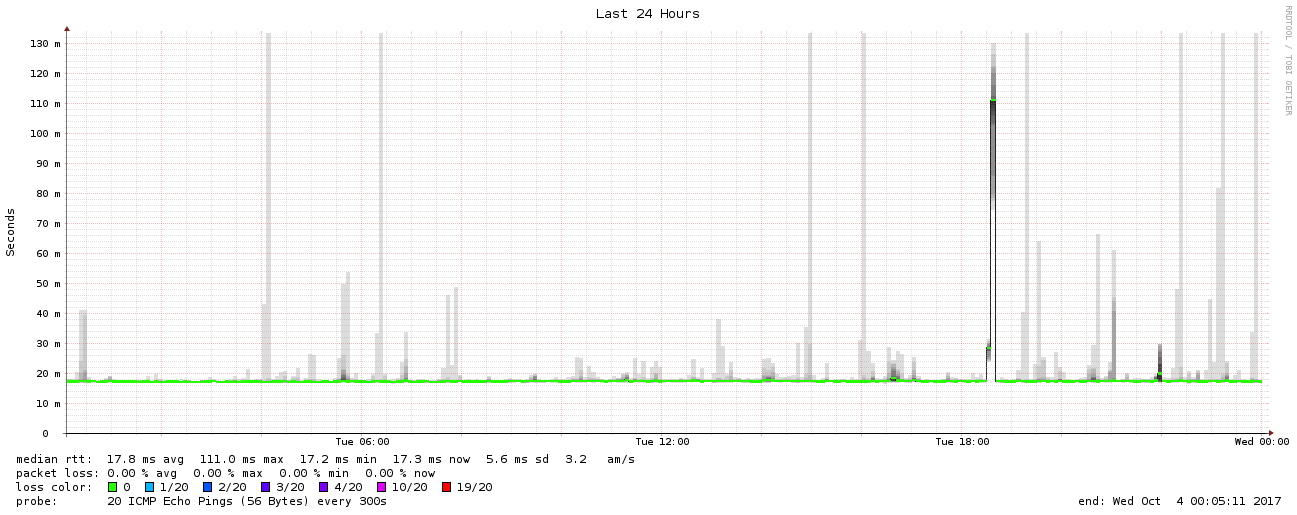 Last 24 Hours
RRDTOOL / TOBI OETIKER
Seconds
130 m
120 m
110 m
100 m
90 m
80 m
70 m
60 m
50 m
40 m
30 m
20 m
10 m
0
Tue 06:00 Tue 12:00 Tue 18:00 Wed 00:00
median rtt: 17.8 ms avg 111.0 ms max 17.2 ms min 17.3 ms now 5.6 ms sd 3.2 am/s
packet loss: 0.00 % avg 0.00 % max 0.00 % min 0.00 % now
loss color: 0 1/20 2/20 3/20 4/20 10/20 19/20
probe: 20 ICMP Echo Pings (56 Bytes) every 300s end: Wed Oct 4 00:05:11 2017